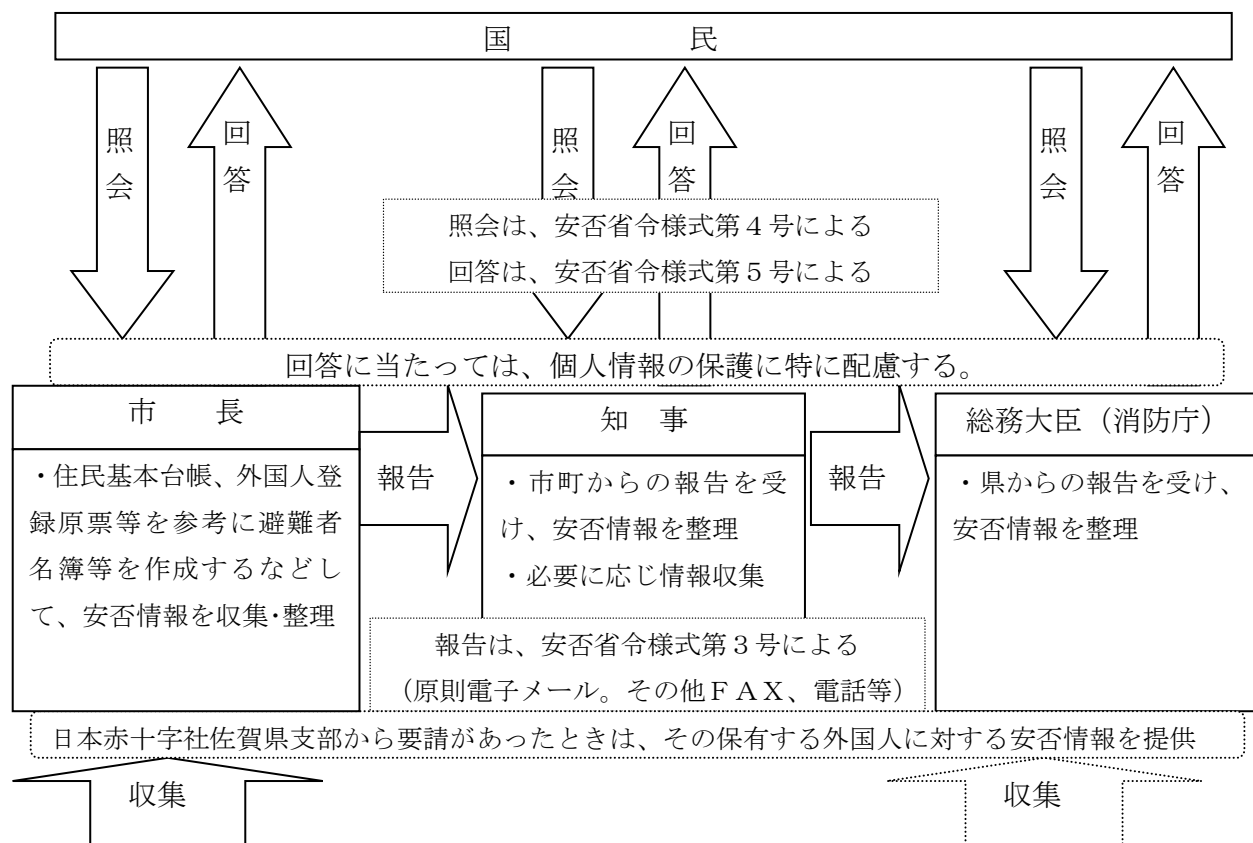 国　民
照会
回答
照会
回答
照会
回答
照会は、安否省令様式第４号による
回答は、安否省令様式第５号による
回答に当たっては、個人情報の保護に特に配慮する。
市　長
・住民基本台帳、外国人登
録原票等を参考に避難者
名簿等を作成するなどし
て、安否情報を収集･整理
報告
知　事
・市町からの報告を受
け、安否情報を整理
・必要に応じ情報収集
報告
総務大臣（消防庁）
・県からの報告を受け、
安否情報を整理
報告は、安否省令様式第３号による
（原則電子メール。その他ＦＡＸ、電話等）
日本赤十字社佐賀県支部から要請があったときは、その保有する外国人に対する安否情報を提供
収集
収集